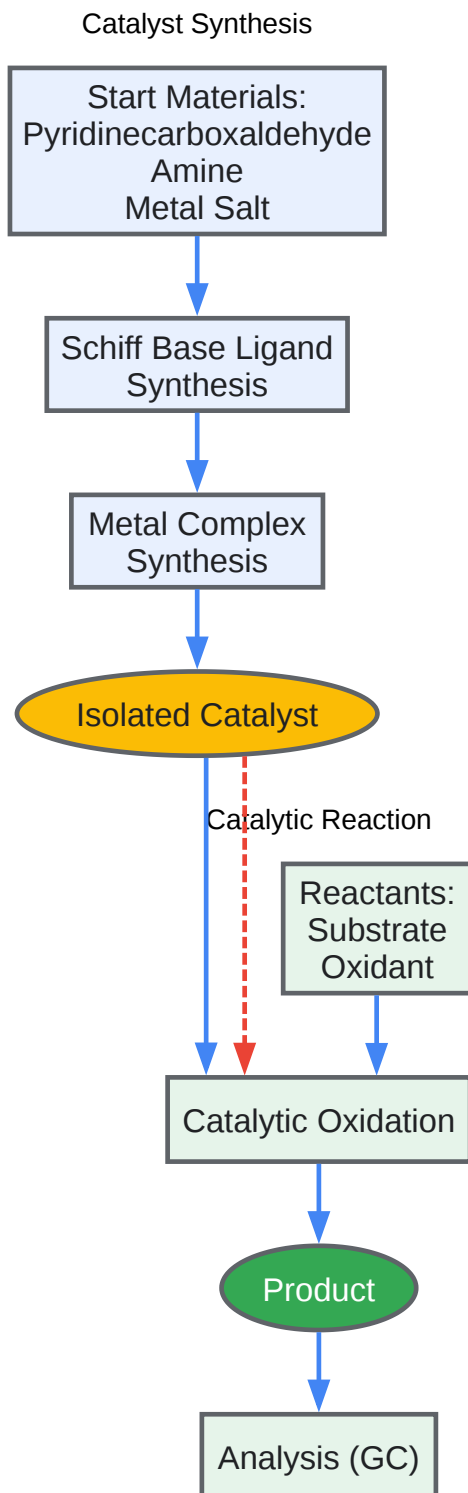 Catalyst Synthesis
Start Materials:
Pyridinecarboxaldehyde
Amine
Metal Salt
Schiff Base Ligand
Synthesis
Metal Complex
Synthesis
Isolated Catalyst
Catalytic Reaction
Reactants:
Substrate
Oxidant
Catalytic Oxidation
Product
Analysis (GC)